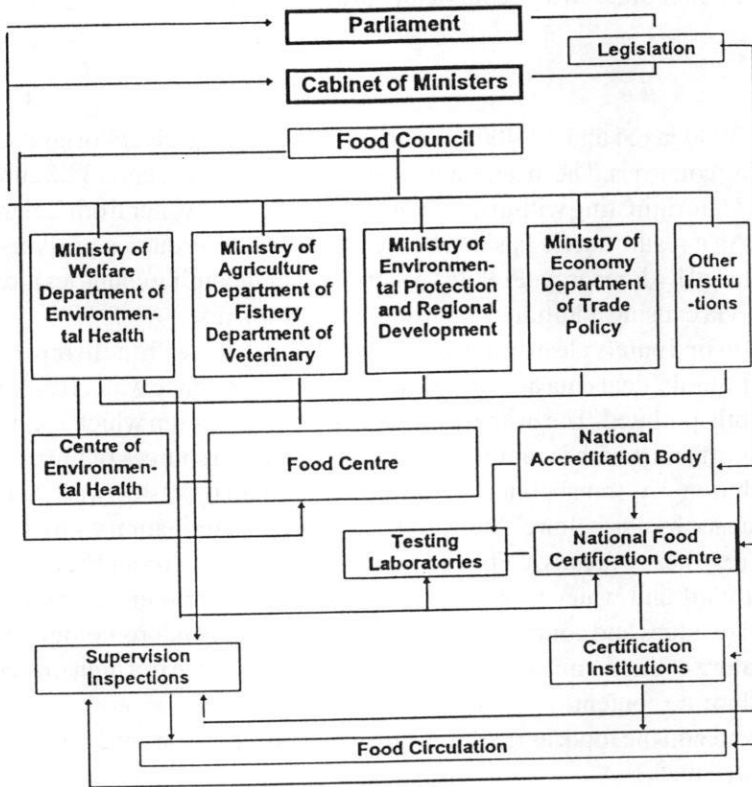 Parliament
Legislation
Cabinet of Ministers
Food Council
Ministry of
Welfare
Department of
Environmen-
tal Health
Ministry of
Agriculture
Department of
Fishery
Department of
Veterinary
Ministry of
Environmen-
tal Protection
and Regional
Development
Ministry of
Economy
Department
of Trade
Policy
Other
Institu
-tions
Centre of
Environmen-
tal Health
Food Centre
National
Accreditation Body
Testing
Laboratories
National Food
Certification Centre
Supervision
Inspections
Certification
Institutions
Food Circulation